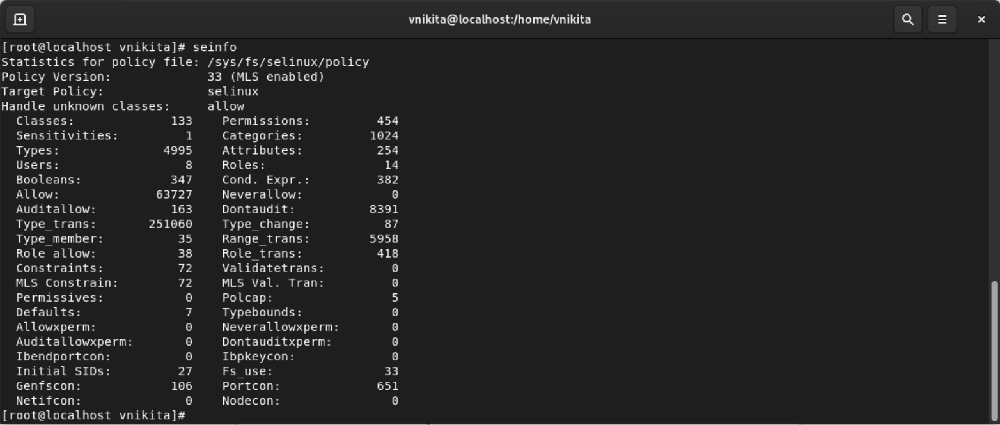 vnikita@localhost:/home/vnikita
[root@localhost vnikita]# seinfo
Statistics for policy file: /sys/fs/selinux/policy
Policy Version:             33 (MLS enabled)
Target Policy:              selinux
Handle unknown classes:     allow
  Classes:             133    Permissions:         454
  Sensitivities:         1    Categories:         1024
  Types:              4995    Attributes:          254
  Users:                 8    Roles:                14
  Booleans:            347    Cond. Expr.:         382
  Allow:             63727    Neverallow:            0
  Auditallow:          163    Dontaudit:          8391
  Type_trans:       251060    Type_change:          87
  Type_member:          35    Range_trans:        5958
  Role allow:           38    Role_trans:          418
  Constraints:          72    Validatetrans:         0
  MLS Constrain:        72    MLS Val. Tran:         0
  Permissives:           0    Polcap:                5
  Defaults:              7    Typebounds:            0
  Allowxperm:            0    Neverallowxperm:       0
  Auditallowxperm:       0    Dontauditxperm:        0
  Ibendportcon:          0    Ibpkeycon:             0
  Initial SIDs:         27    Fs_use:               33
  Genfscon:            106    Portcon:             651
  Netifcon:              0    Nodecon:               0
[root@localhost vnikita]#